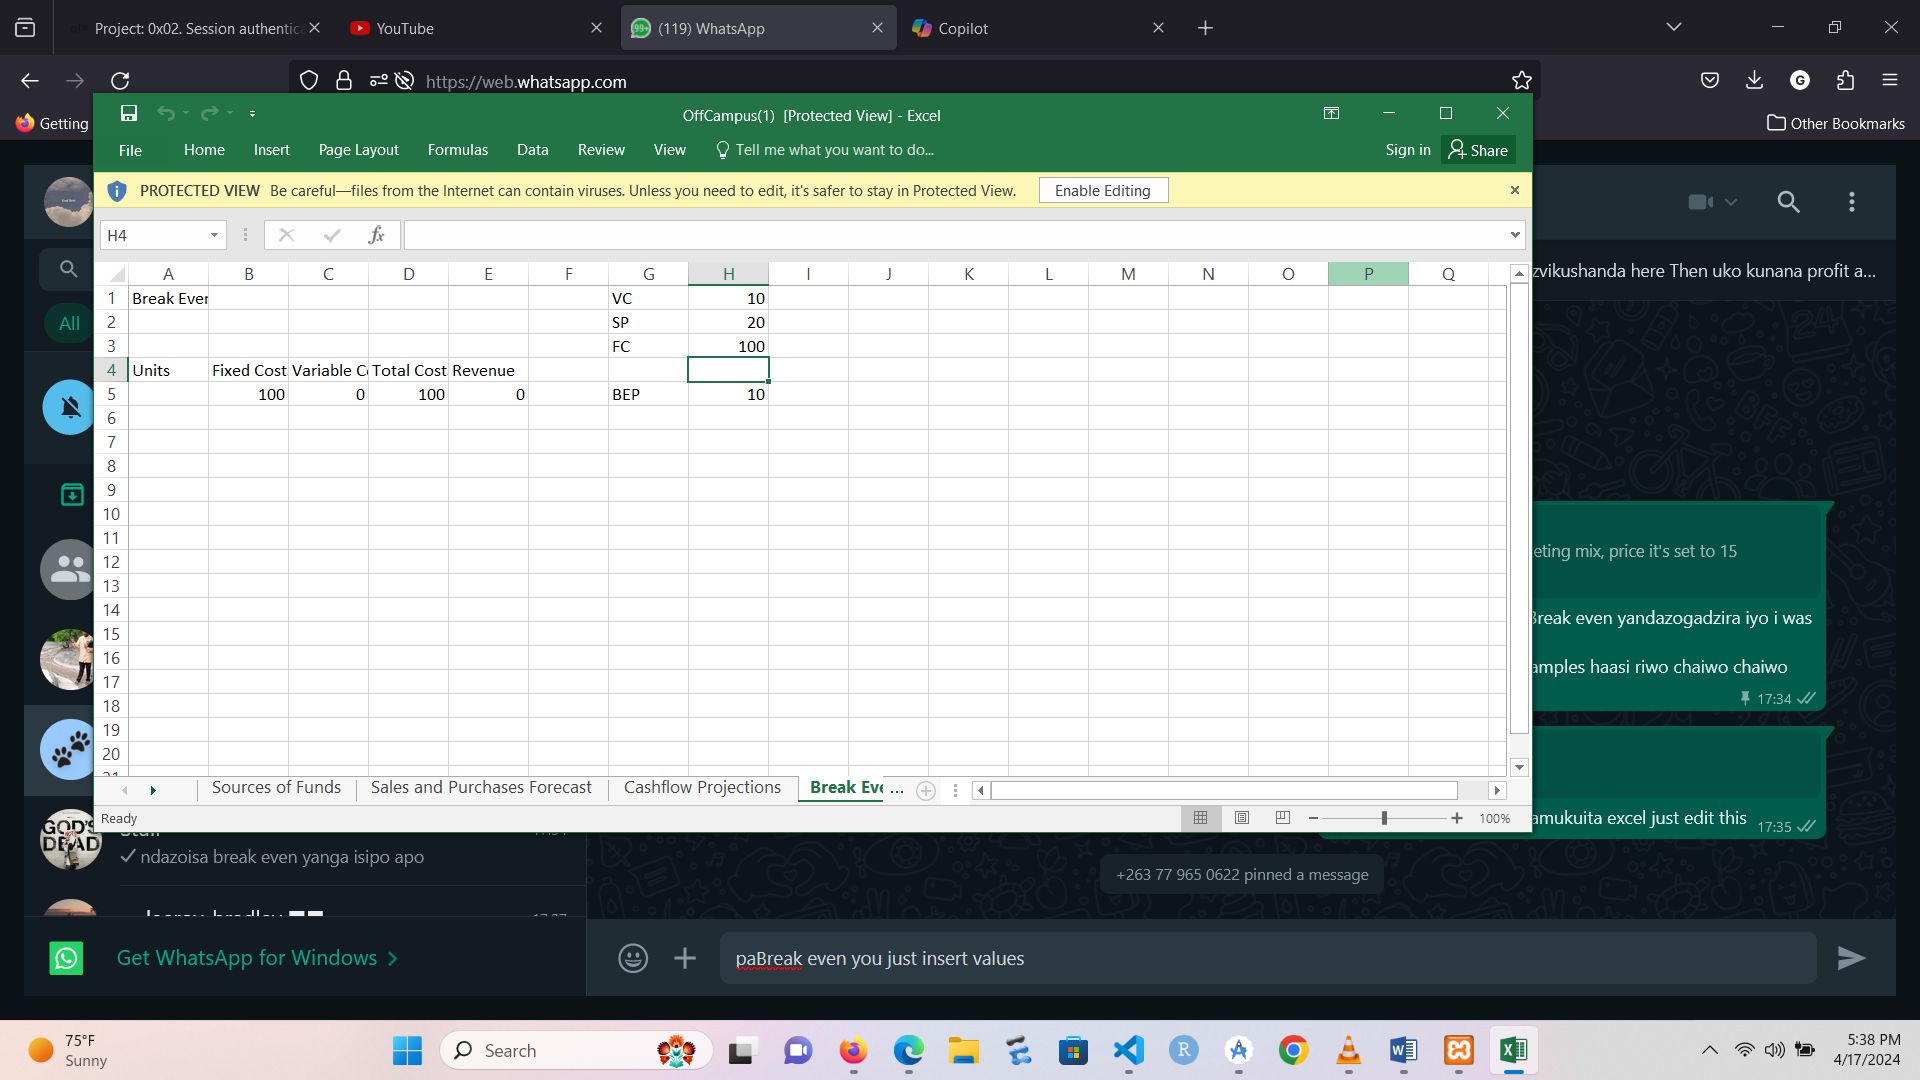 Project: 0x02. Session authentica
YouTube
(119) WhatsApp
Copilot
https://web.whatsapp.com
Getting
Other Bookmarks
OffCampus(1) [Protected View] - Excel
File Home Insert Page Layout Formulas Data Review View Tell me what you want to do...
Sign in Share
PROTECTED VIEW Be careful—files from the Internet can contain viruses. Unless you need to edit, it's safer to stay in Protected View.
Enable Editing
H4
fx
A B C D E F G H I J K L M N O P Q
1 Break Even VC 10
2 SP 20
3 FC 100
4 Units Fixed Cost Variable Co Total Cost Revenue
5 100 0 100 0 BEP 10
6
7
8
9
10
11
12
13
14
15
16
17
18
19
20
21
Sources of Funds Sales and Purchases Forecast Cashflow Projections Break Eve ...
Ready
100%
All
zvikushanda here Then uko kunana profit a...
eting mix, price it's set to 15
Break even yandazogadzira iyo i was
amples haasi riwo chaiwo chaiwo
17:34
amukuita excel just edit this
17:35
+263 77 965 0622 pinned a message
GOD'S
NOT
DEAD
ndazoisa break even yanga isipo apo
Get WhatsApp for Windows
paBreak even you just insert values
75°F
Sunny
Search
5:38 PM
4/17/2024